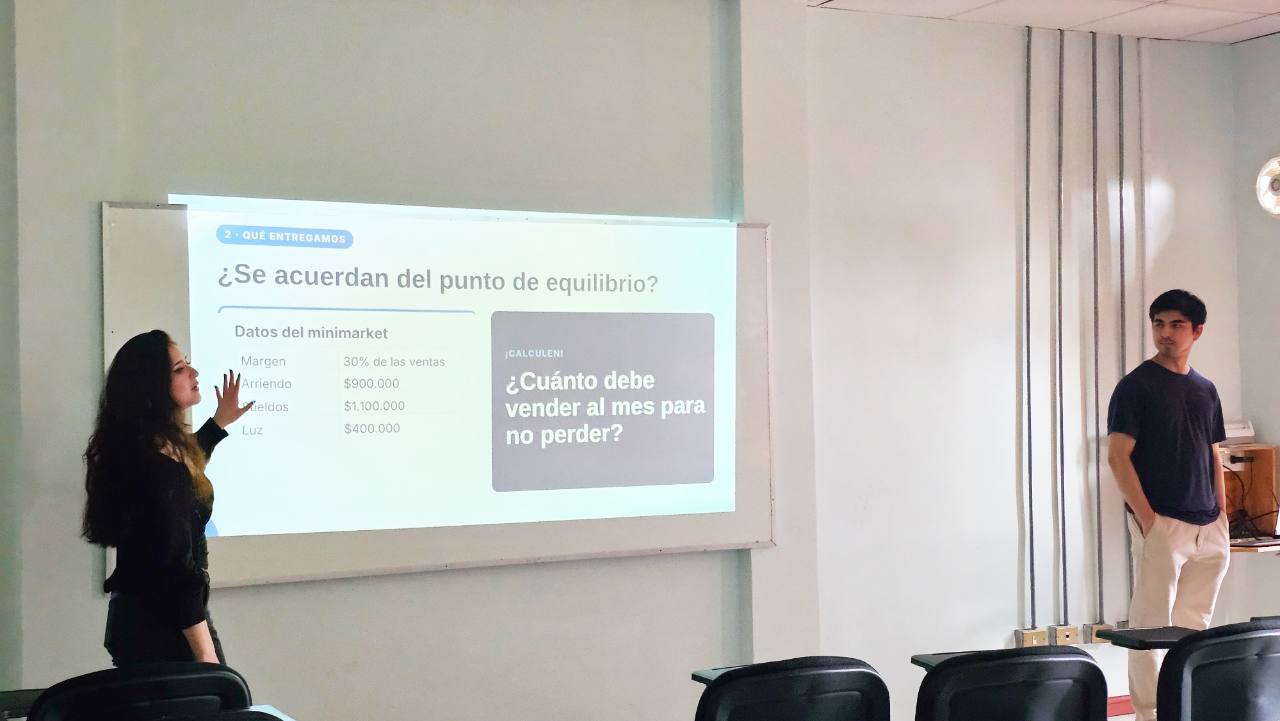 2 · QUÉ ENTREGAMOS
¿Se acuerdan del punto de equilibrio?
Datos del minimarket
Margen 30% de las ventas
Arriendo $900.000
Sueldos $1.100.000
Luz $400.000
¡CALCULEN!
¿Cuánto debe
vender al mes para
no perder?